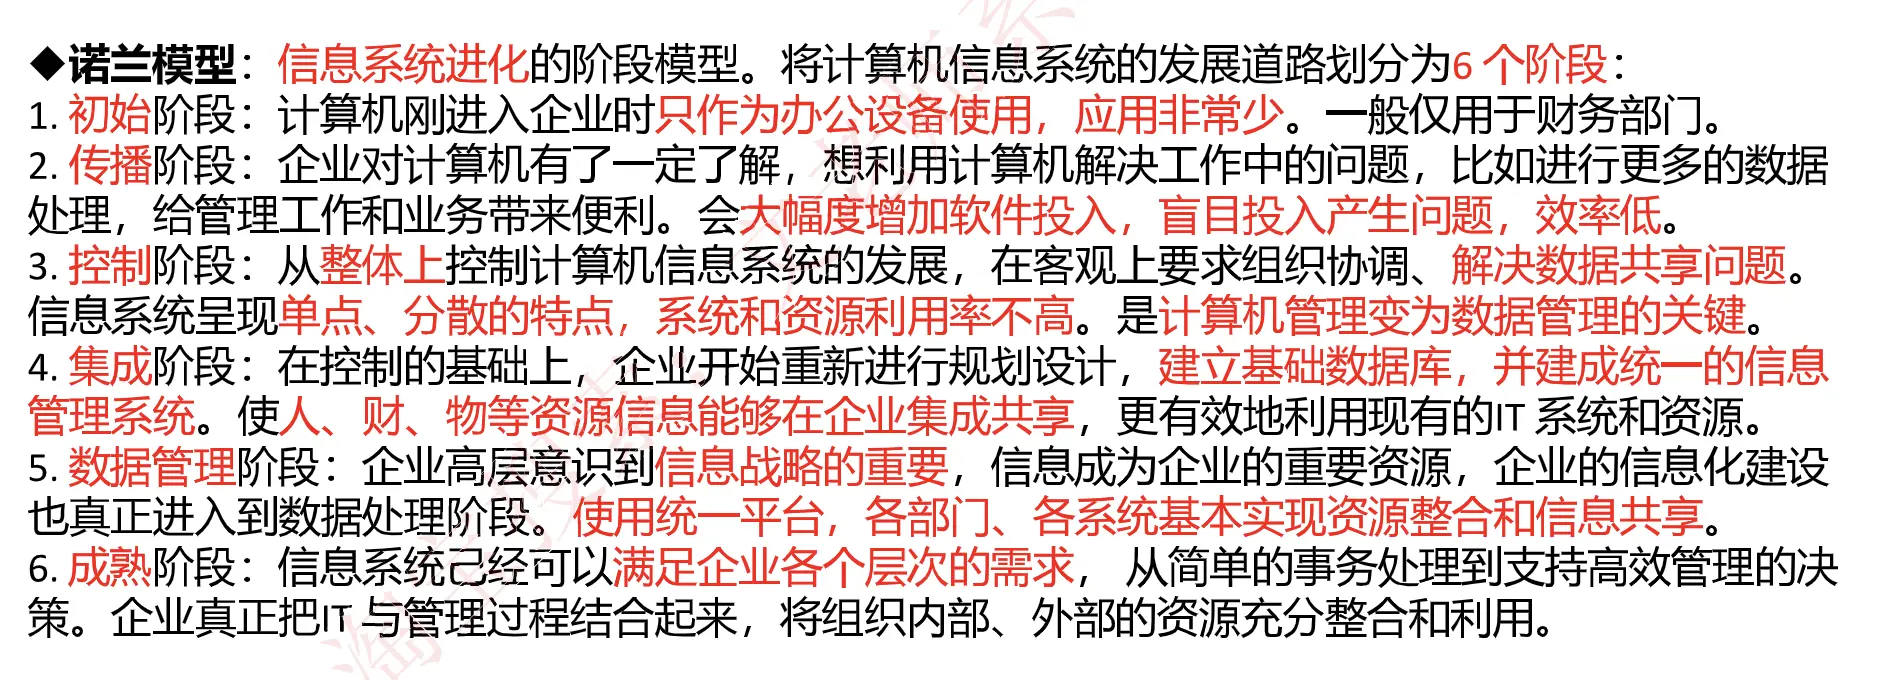 ◆诺兰模型：信息系统进化的阶段模型。将计算机信息系统的发展道路划分为6 个阶段：
1. 初始阶段：计算机刚进入企业时只作为办公设备使用，应用非常少。一般仅用于财务部门。
2. 传播阶段：企业对计算机有了一定了解，想利用计算机解决工作中的问题，比如进行更多的数据
处理，给管理工作和业务带来便利。会大幅度增加软件投入，盲目投入产生问题，效率低。
3. 控制阶段：从整体上控制计算机信息系统的发展，在客观上要求组织协调、解决数据共享问题。
信息系统呈现单点、分散的特点，系统和资源利用率不高。是计算机管理变为数据管理的关键。
4. 集成阶段：在控制的基础上，企业开始重新进行规划设计，建立基础数据库，并建成统一的信息
管理系统。使人、财、物等资源信息能够在企业集成共享，更有效地利用现有的IT 系统和资源。
5. 数据管理阶段：企业高层意识到信息战略的重要，信息成为企业的重要资源，企业的信息化建设
也真正进入到数据处理阶段。使用统一平台，各部门、各系统基本实现资源整合和信息共享。
6. 成熟阶段：信息系统已经可以满足企业各个层次的需求， 从简单的事务处理到支持高效管理的决
策。企业真正把IT 与管理过程结合起来，将组织内部、外部的资源充分整合和利用。